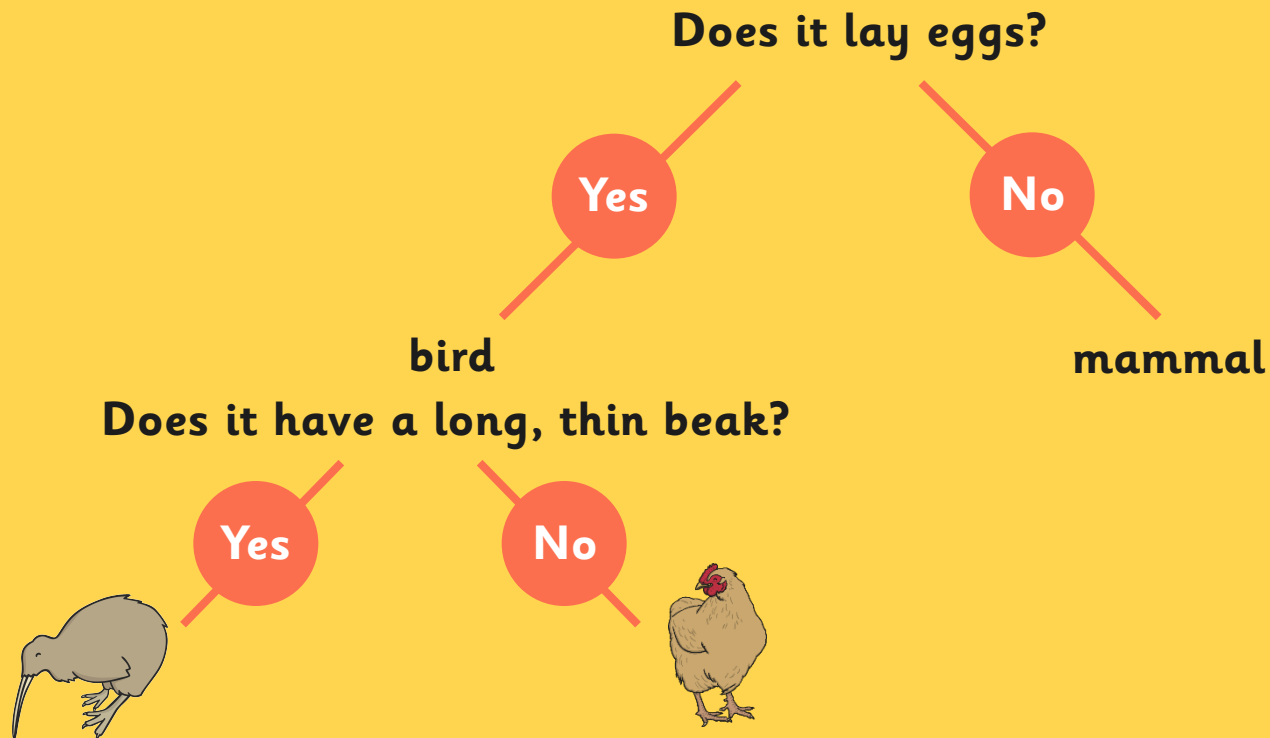 Does it lay eggs?
Yes
No
bird
mammal
Does it have a long, thin beak?
Yes
No